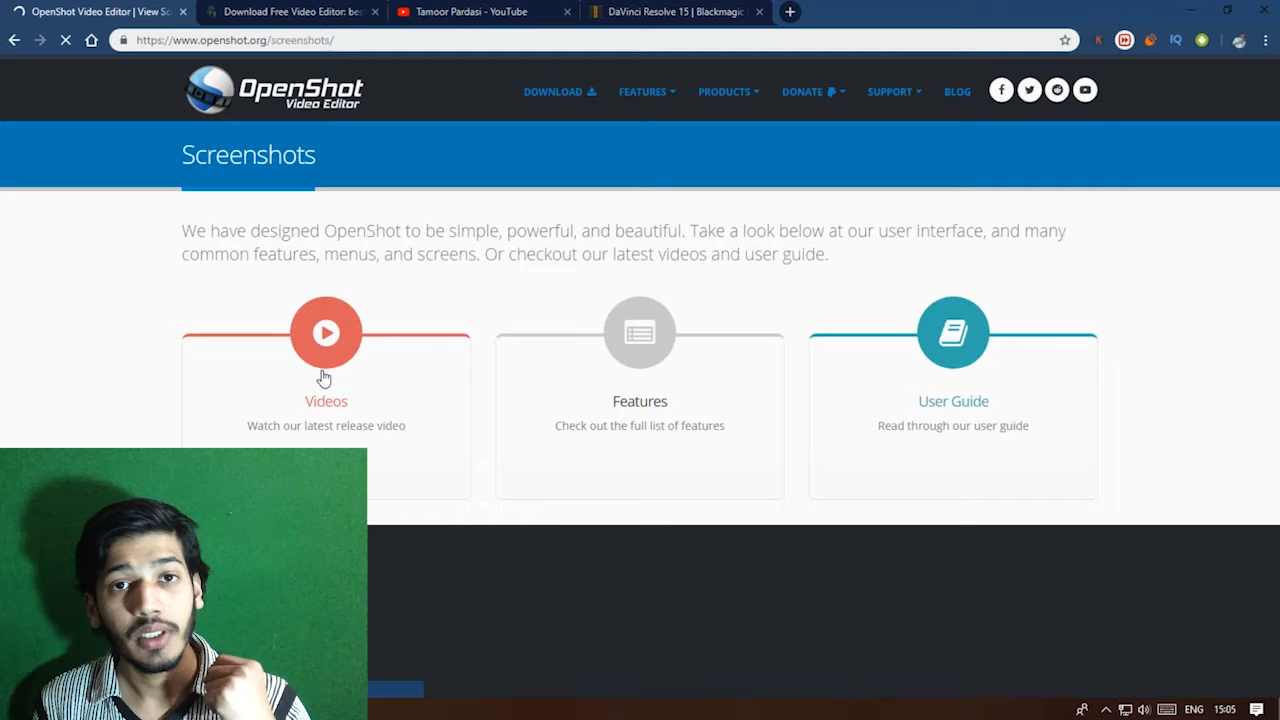 OpenShot Video Editor | View Sc
Download Free Video Editor: bes
Tamoor Pardasi - YouTube
DaVinci Resolve 15 | Blackmagic
https://www.openshot.org/screenshots/
OpenShot
Video Editor
DOWNLOAD
FEATURES
PRODUCTS
DONATE
SUPPORT
BLOG
Screenshots
We have designed OpenShot to be simple, powerful, and beautiful. Take a look below at our user interface, and many
common features, menus, and screens. Or checkout our latest videos and user guide.
Videos
Watch our latest release video
Features
Check out the full list of features
User Guide
Read through our user guide
ENG
15:05